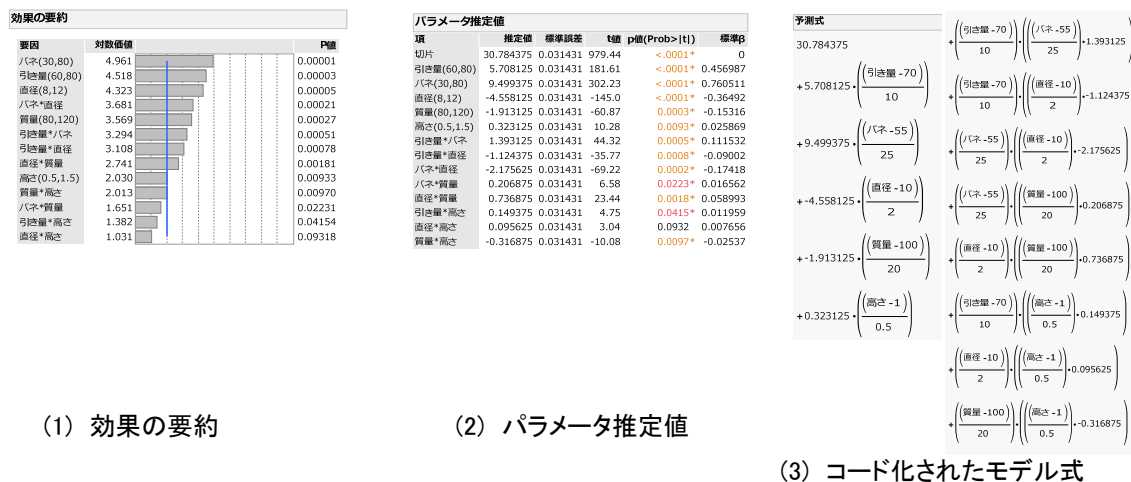 効果の要約
要因 対数価値 P値
バネ(30,80) 4.961 0.00001
引き量(60,80) 4.518 0.00003
直径(8,12) 4.323 0.00005
バネ*直径 3.681 0.00021
質量(80,120) 3.569 0.00027
引き量*バネ 3.294 0.00051
引き量*直径 3.108 0.00078
直径*質量 2.741 0.00181
高さ(0.5,1.5) 2.030 0.00933
質量*高さ 2.013 0.00970
バネ*質量 1.651 0.02231
引き量*高さ 1.382 0.04154
直径*高さ 1.031 0.09318
(1) 効果の要約
パラメータ推定値
項 推定値 標準誤差 t値 p値(Prob>|t|) 標準β
切片 30.784375 0.031431 979.44 <.0001* 0
引き量(60,80) 5.708125 0.031431 181.61 <.0001* 0.456987
バネ(30,80) 9.499375 0.031431 302.23 <.0001* 0.760511
直径(8,12) -4.558125 0.031431 -145.0 <.0001* -0.36492
質量(80,120) -1.913125 0.031431 -60.87 0.0003* -0.15316
高さ(0.5,1.5) 0.323125 0.031431 10.28 0.0093* 0.025869
引き量*バネ 1.393125 0.031431 44.32 0.0005* 0.111532
引き量*直径 -1.124375 0.031431 -35.77 0.0008* -0.09002
バネ*直径 -2.175625 0.031431 -69.22 0.0002* -0.17418
バネ*質量 0.206875 0.031431 6.58 0.0223* 0.016562
直径*質量 0.736875 0.031431 23.44 0.0018* 0.058993
引き量*高さ 0.149375 0.031431 4.75 0.0415* 0.011959
直径*高さ 0.095625 0.031431 3.04 0.0932 0.007656
質量*高さ -0.316875 0.031431 -10.08 0.0097* -0.02537
(2) パラメータ推定値
予測式
30.784375
+5.708125•((引き量-70)/10)
+9.499375•((バネ-55)/25)
+-4.558125•((直径-10)/2)
+-1.913125•((質量-100)/20)
+0.323125•((高さ-1)/0.5)
+((引き量-70)/10)•(((バネ-55)/25)•1.393125)
+((引き量-70)/10)•(((直径-10)/2)•-1.124375)
+((バネ-55)/25)•(((直径-10)/2)•-2.175625)
+((バネ-55)/25)•(((質量-100)/20)•0.206875)
+((直径-10)/2)•(((質量-100)/20)•0.736875)
+((引き量-70)/10)•(((高さ-1)/0.5)•0.149375)
+((直径-10)/2)•(((高さ-1)/0.5)•0.095625)
+((質量-100)/20)•(((高さ-1)/0.5)•-0.316875)
(3) コード化されたモデル式